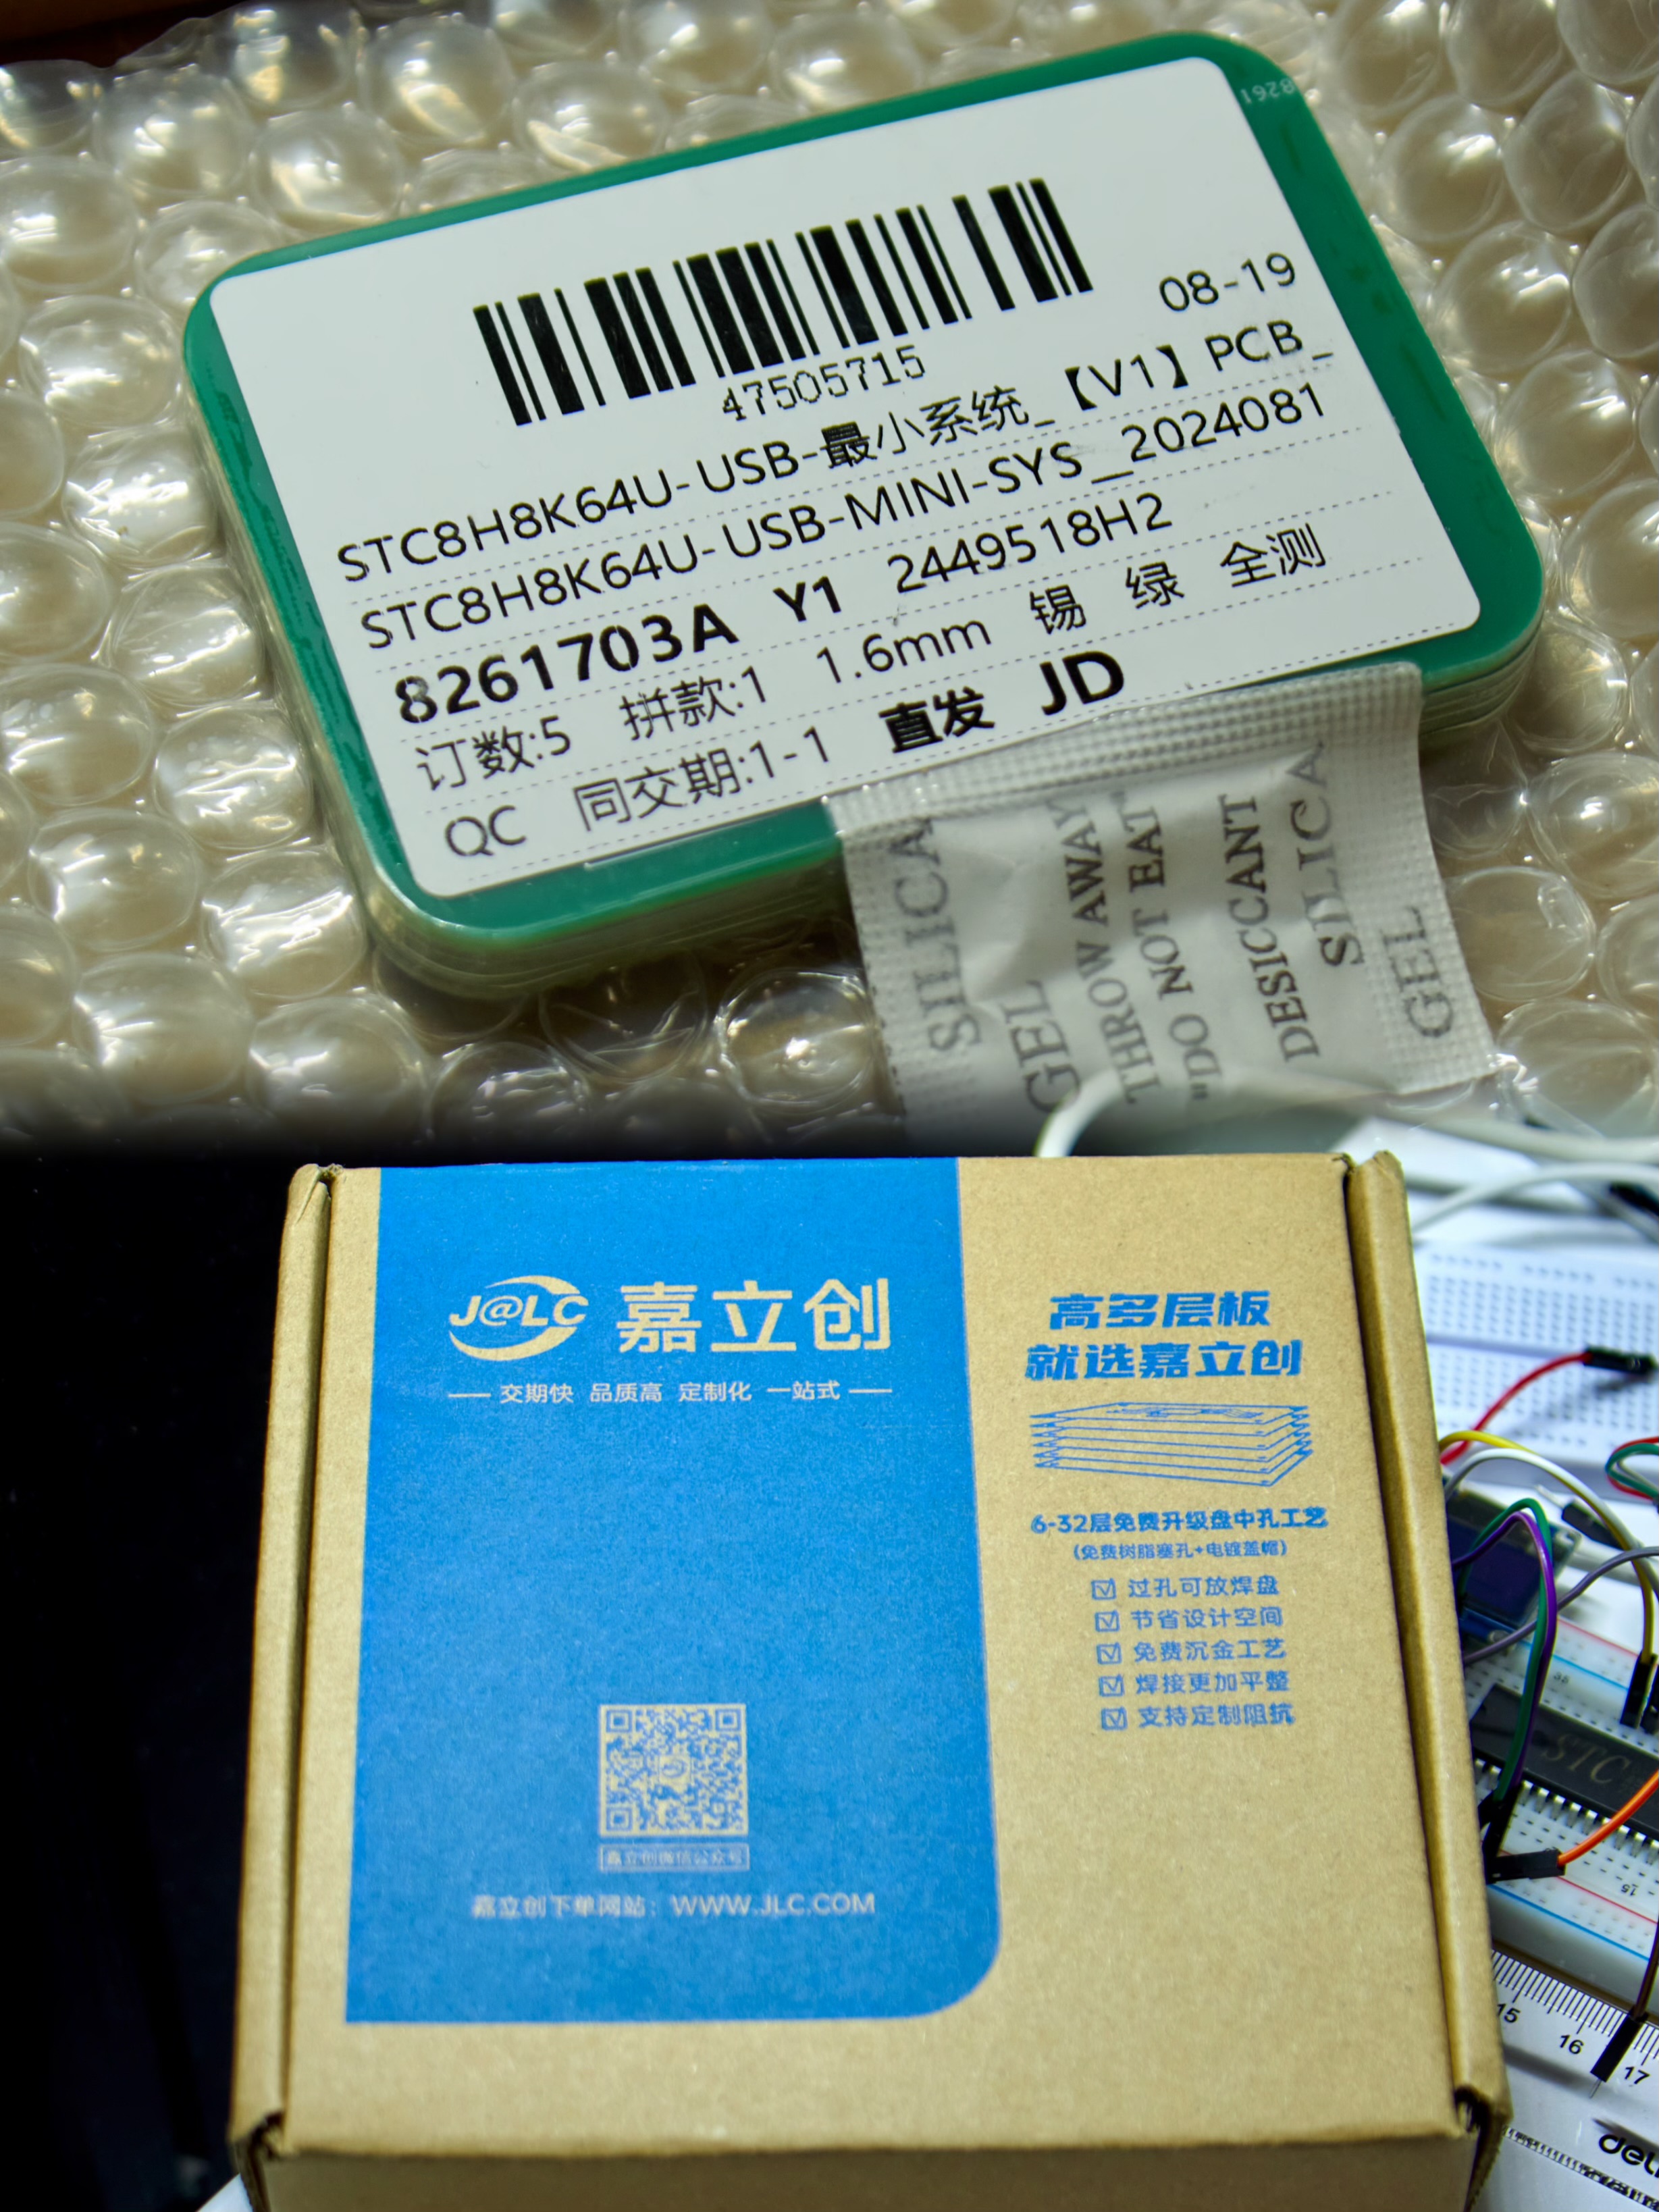 8261
47505715
08-19
STC8H8K64U-USB-最小系统_【V1】PCB_
STC8H8K64U-USB-MINI-SYS__2024081
8261703A Y1 2449518H2
订数:5 拼款:1 1.6mm 锡 绿 全测
QC 同交期:1-1 直发 JD
SILICA
GEL
THROW AWAY
"DO NOT EAT"
DESICCANT
SILICA
GEL
J@LC 嘉立创
交期快 品质高 定制化 一站式
嘉立创微信公众号
嘉立创下单网站：WWW.JLC.COM
高多层板
就选嘉立创
6-32层免费升级盘中孔工艺
(免费树脂塞孔+电镀盖帽)
过孔可放焊盘
节省设计空间
免费沉金工艺
焊接更加平整
支持定制阻抗
STC
15
15
16
17